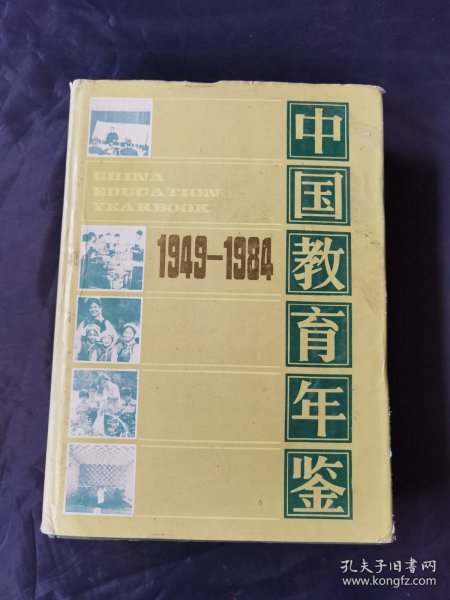 CHINA
EDUCATION
YEARBOOK
1949-1984
中国教育年鉴
孔夫子旧书网
www.kongfz.com